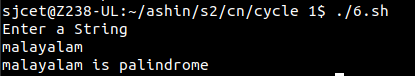 sjcet@Z238-UL:~/ashin/s2/cn/cycle 1$ ./6.sh
Enter a String
malayalam
malayalam is palindrome